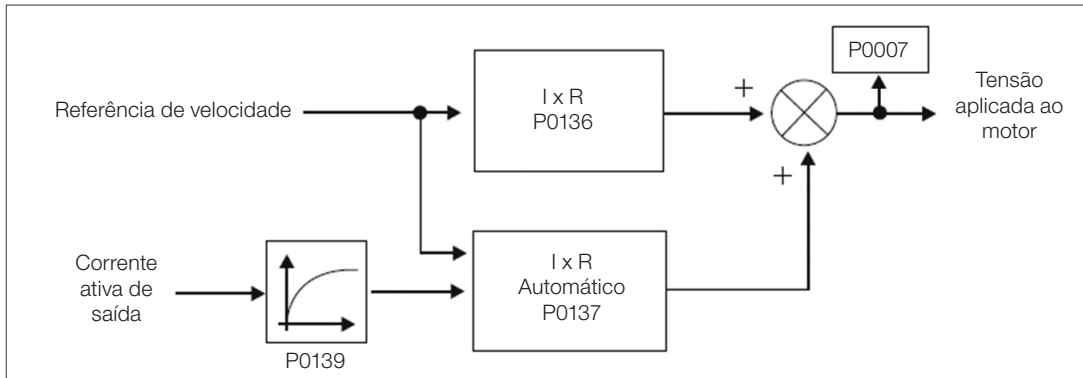 P0007
Referência de velocidade
I x R
P0136
+
Tensão
aplicada ao
motor
+
Corrente
ativa de
saída
I x R
Automático
P0137
P0139